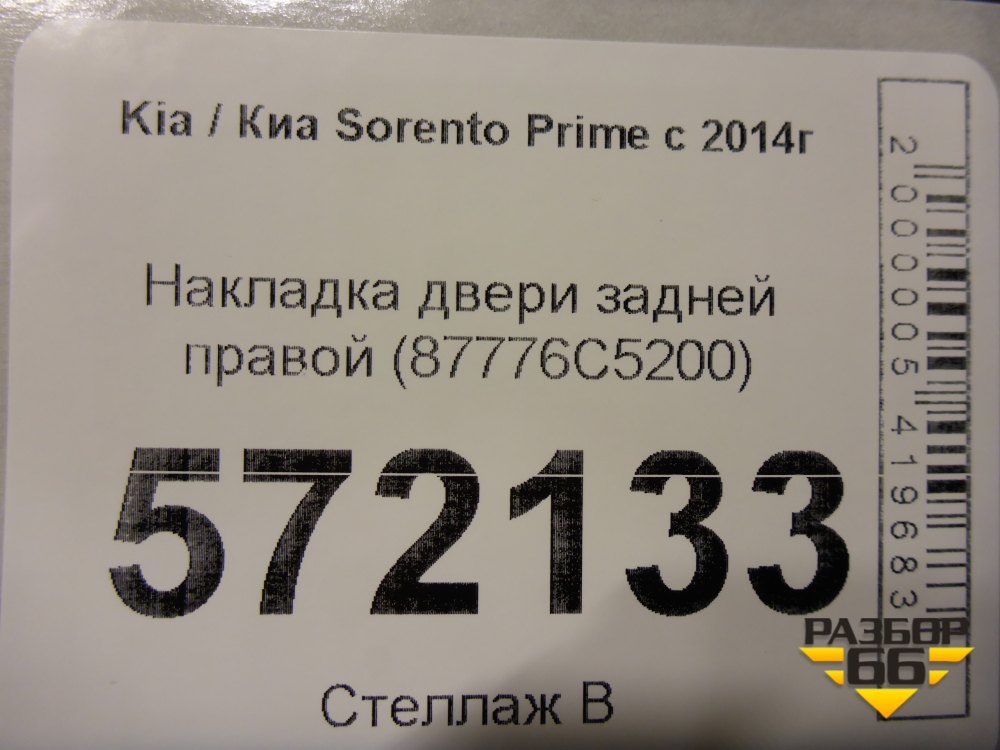 Kia / Киа Sorento Prime с 2014г
Накладка двери задней
правой (87776C5200)
572133
Стеллаж В
2000005419683
РАЗБОР
66